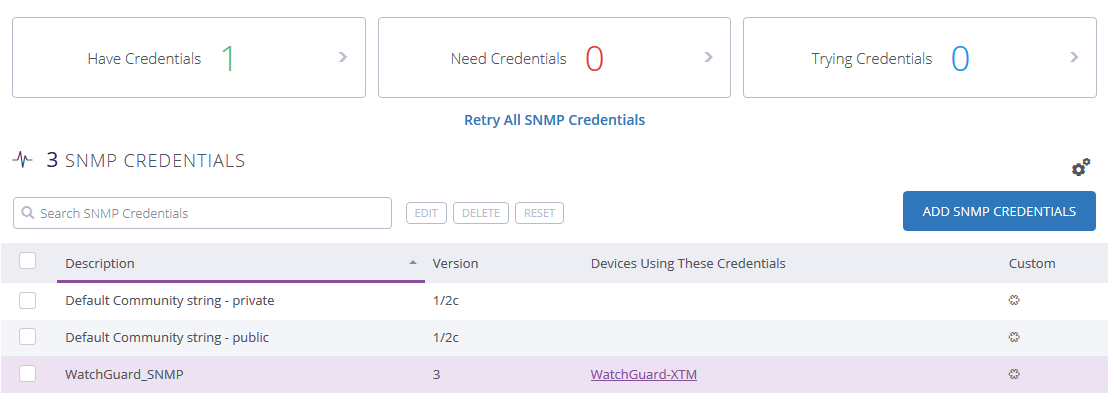 Have Credentials 1
Need Credentials 0
Trying Credentials 0
Retry All SNMP Credentials
3 SNMP CREDENTIALS
Search SNMP Credentials EDIT DELETE RESET ADD SNMP CREDENTIALS
Description Version Devices Using These Credentials Custom
Default Community string - private 1/2c
Default Community string - public 1/2c
WatchGuard_SNMP 3 WatchGuard-XTM